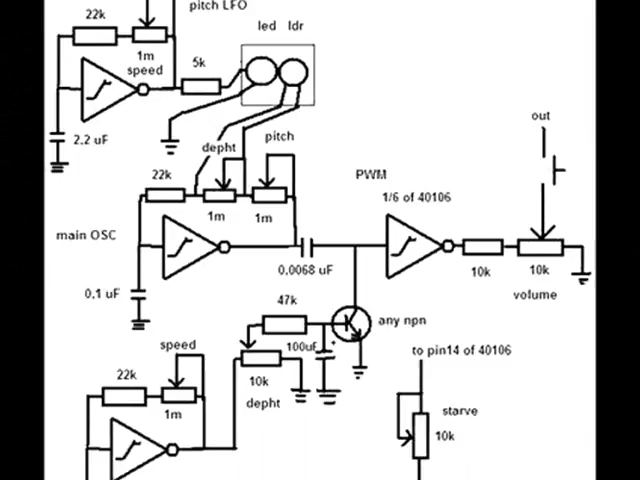 pitch LFO
22k
1m
speed
5k
led ldr
2.2 uF
depht
pitch
22k
1m
1m
main OSC
0.1 uF
0.0068 uF
PWM
1/6 of 40106
out
10k
10k
volume
47k
any npn
100uF
+
10k
depht
speed
22k
1m
to pin14 of 40106
starve
10k